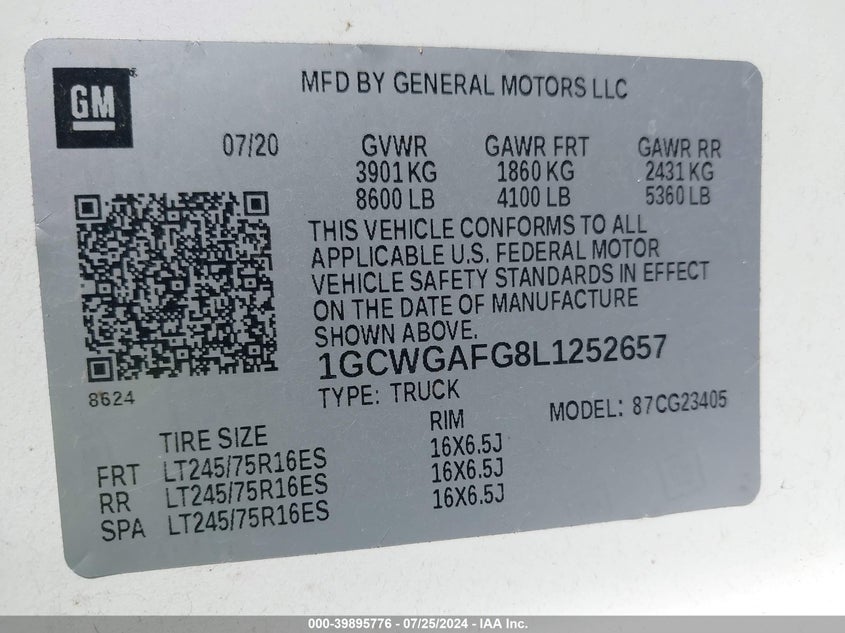 GM
MFD BY GENERAL MOTORS LLC
07/20 GVWR GAWR FRT GAWR RR
3901 KG 1860 KG 2431 KG
8600 LB 4100 LB 5360 LB
THIS VEHICLE CONFORMS TO ALL
APPLICABLE U.S. FEDERAL MOTOR
VEHICLE SAFETY STANDARDS IN EFFECT
ON THE DATE OF MANUFACTURE
SHOWN ABOVE.
1GCWGAFG8L1252657
8624 TYPE: TRUCK MODEL: 87CG23405
TIRE SIZE RIM
FRT LT245/75R16ES 16X6.5J
RR LT245/75R16ES 16X6.5J
SPA LT245/75R16ES 16X6.5J
000-39895776 - 07/25/2024 - IAA Inc.